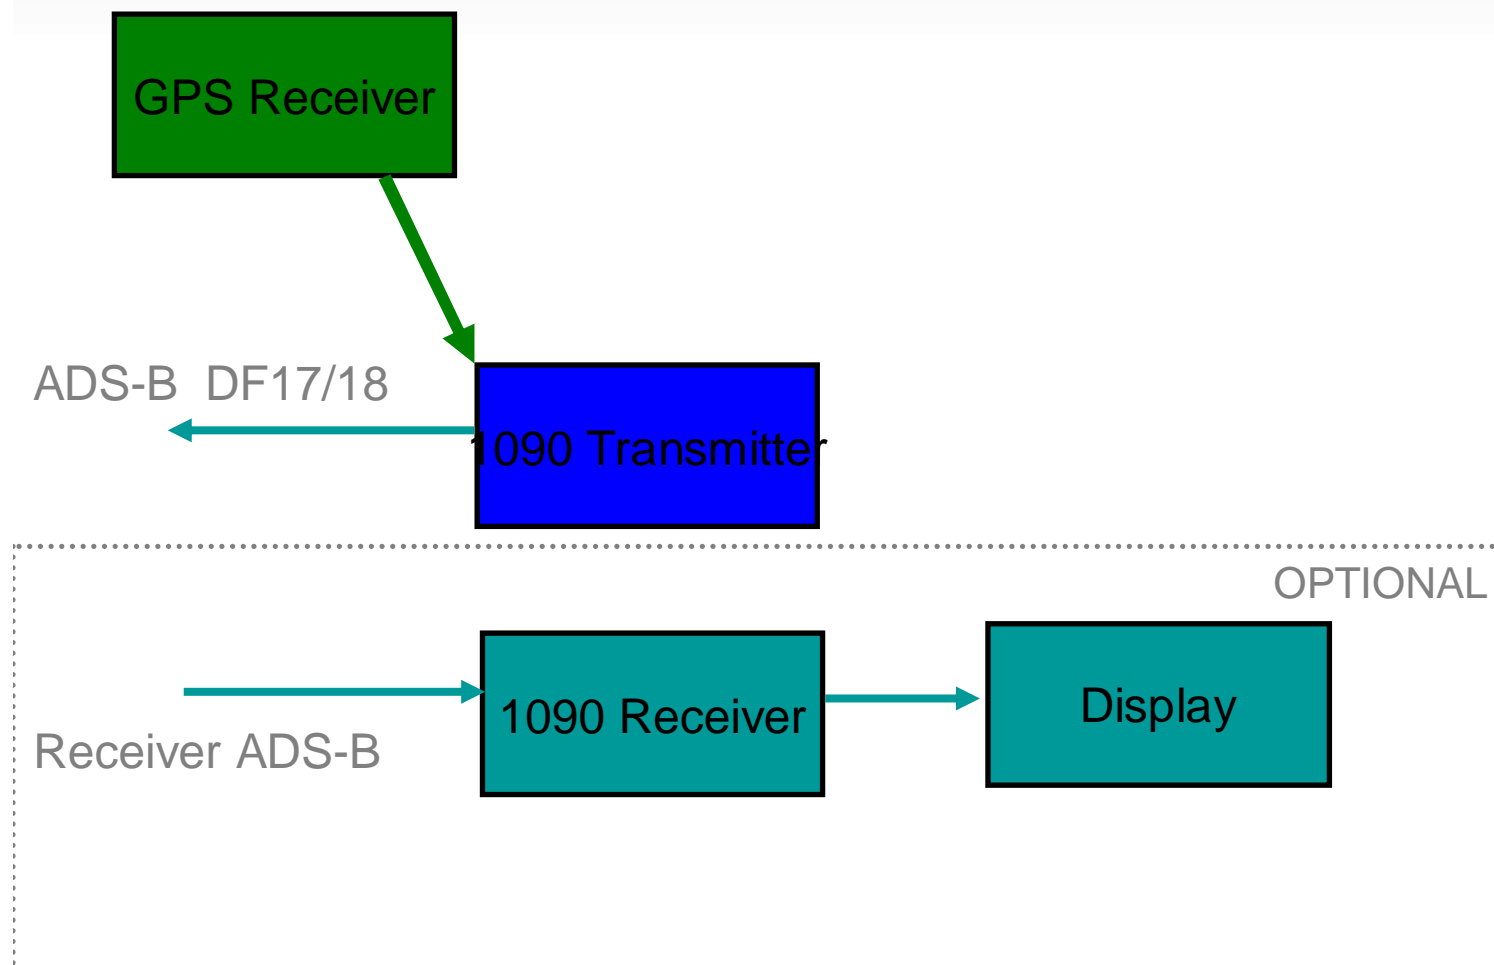 GPS Receiver
ADS-B  DF17/18
1090 Transmitter
OPTIONAL
1090 Receiver
Display
Receiver ADS-B